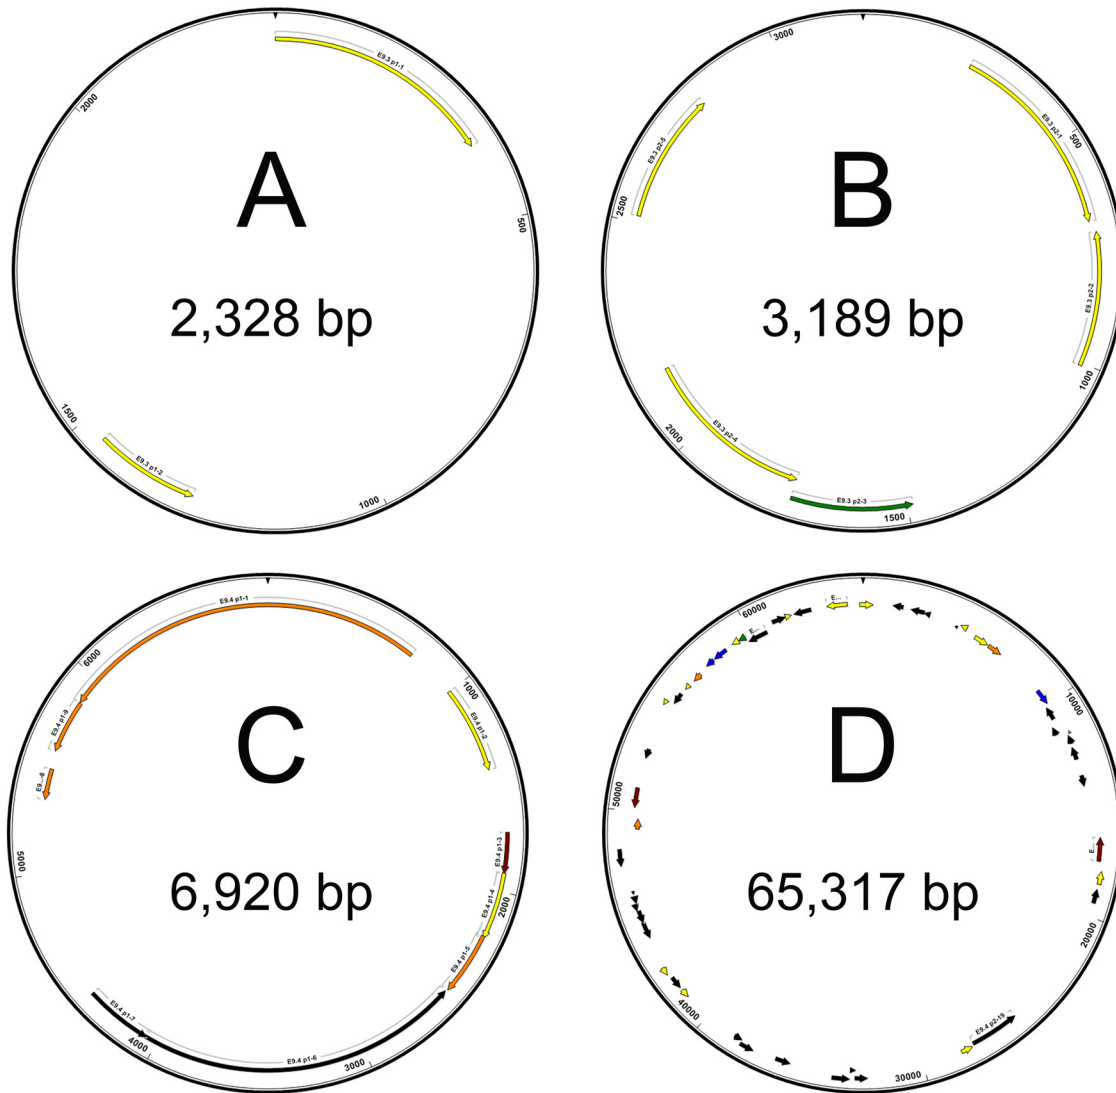 E9.3 p1-1
2000
A
500
2,328 bp
1500
E9.3 p1-2
1000
3000
E9.3 p2-1
500
E9.3 p2-5
B
2500
E9.3 p2-2
3,189 bp
1000
E9.3 p2-4
2000
E9.3 p2-3
1500
E9.4 p1-1
6000
1000
E9.4 p1-2
E9.4 p1-9
C
E9...-8
5000
E9.4 p1-3
6,920 bp
E9.4 p1-4
2000
E9.4 p1-5
E9.4 p1-7
4000
E9.4 p1-6
3000
E...
60000
E...
10000
D
50000
E...
65,317 bp
20000
40000
E9.4 p2-19
30000